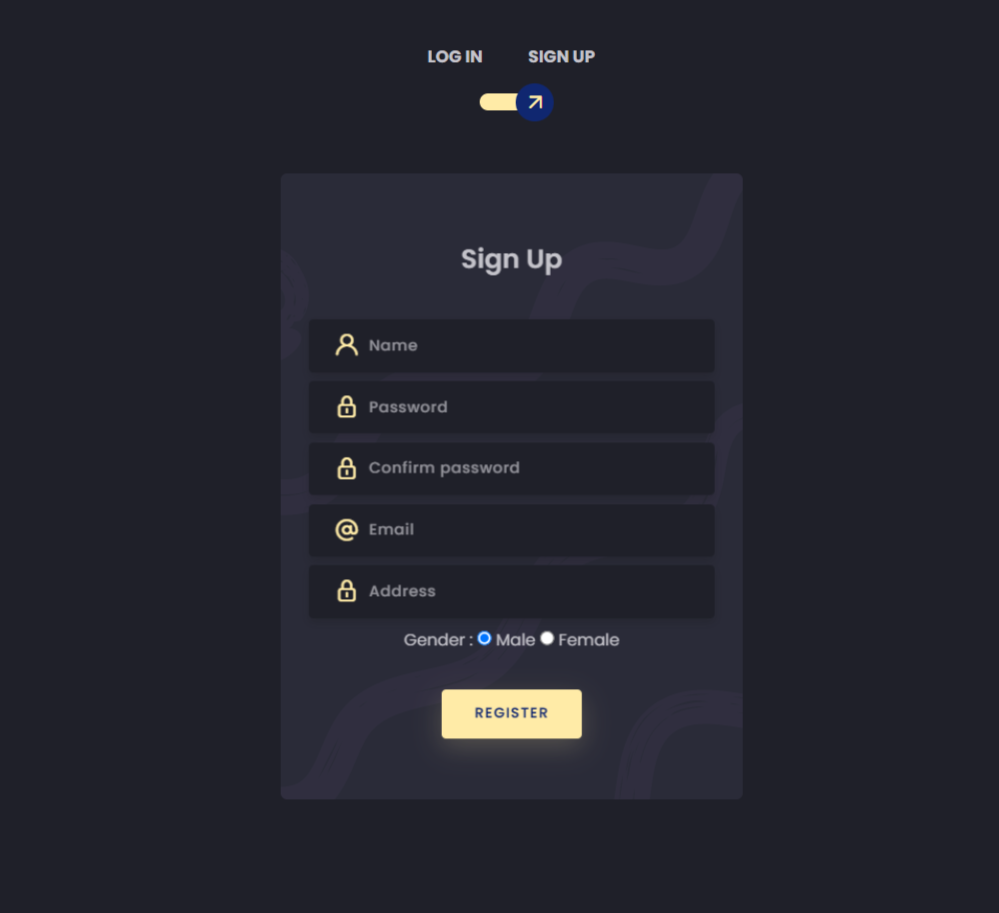 LOG IN SIGN UP
Sign Up
Name
Password
Confirm password
Email
Address
Gender : Male Female
REGISTER